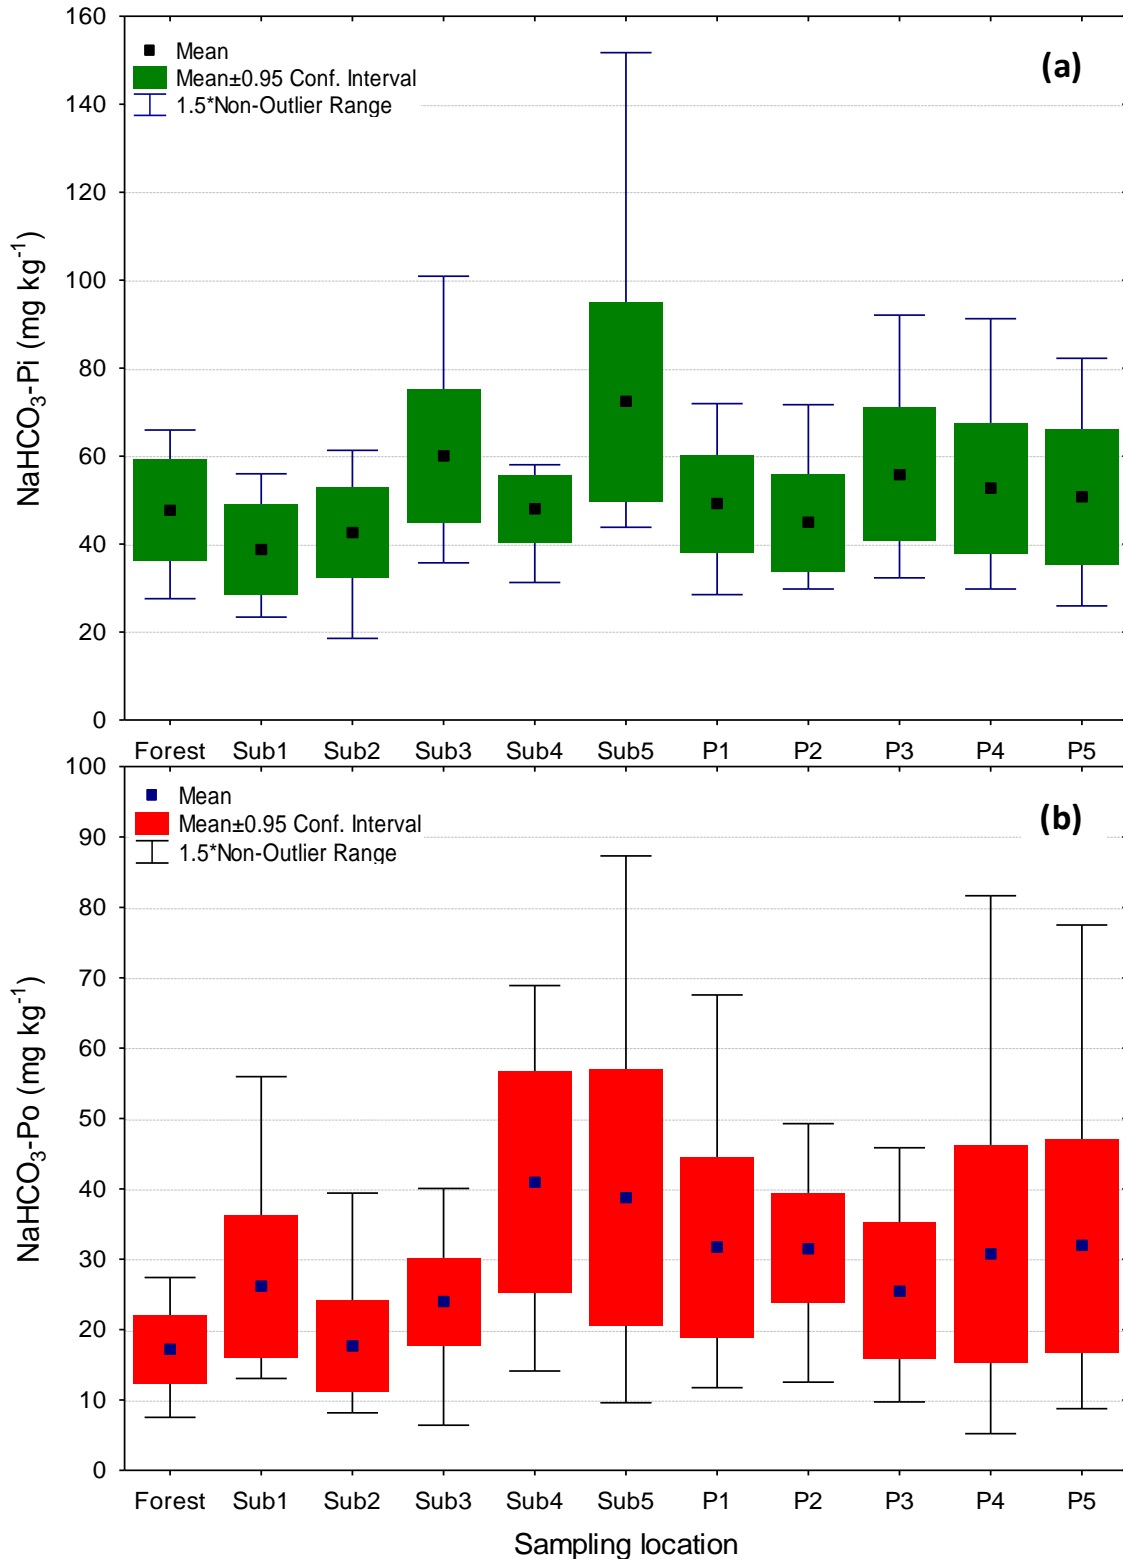 160
140
120
100
80
60
40
20
0
NaHCO₃-Pi (mg kg⁻¹)
Mean
Mean±0.95 Conf. Interval
1.5*Non-Outlier Range
(a)
Forest Sub1 Sub2 Sub3 Sub4 Sub5 P1 P2 P3 P4 P5
100
90
80
70
60
50
40
30
20
10
0
NaHCO₃-Po (mg kg⁻¹)
Mean
Mean±0.95 Conf. Interval
1.5*Non-Outlier Range
(b)
Forest Sub1 Sub2 Sub3 Sub4 Sub5 P1 P2 P3 P4 P5
Sampling location